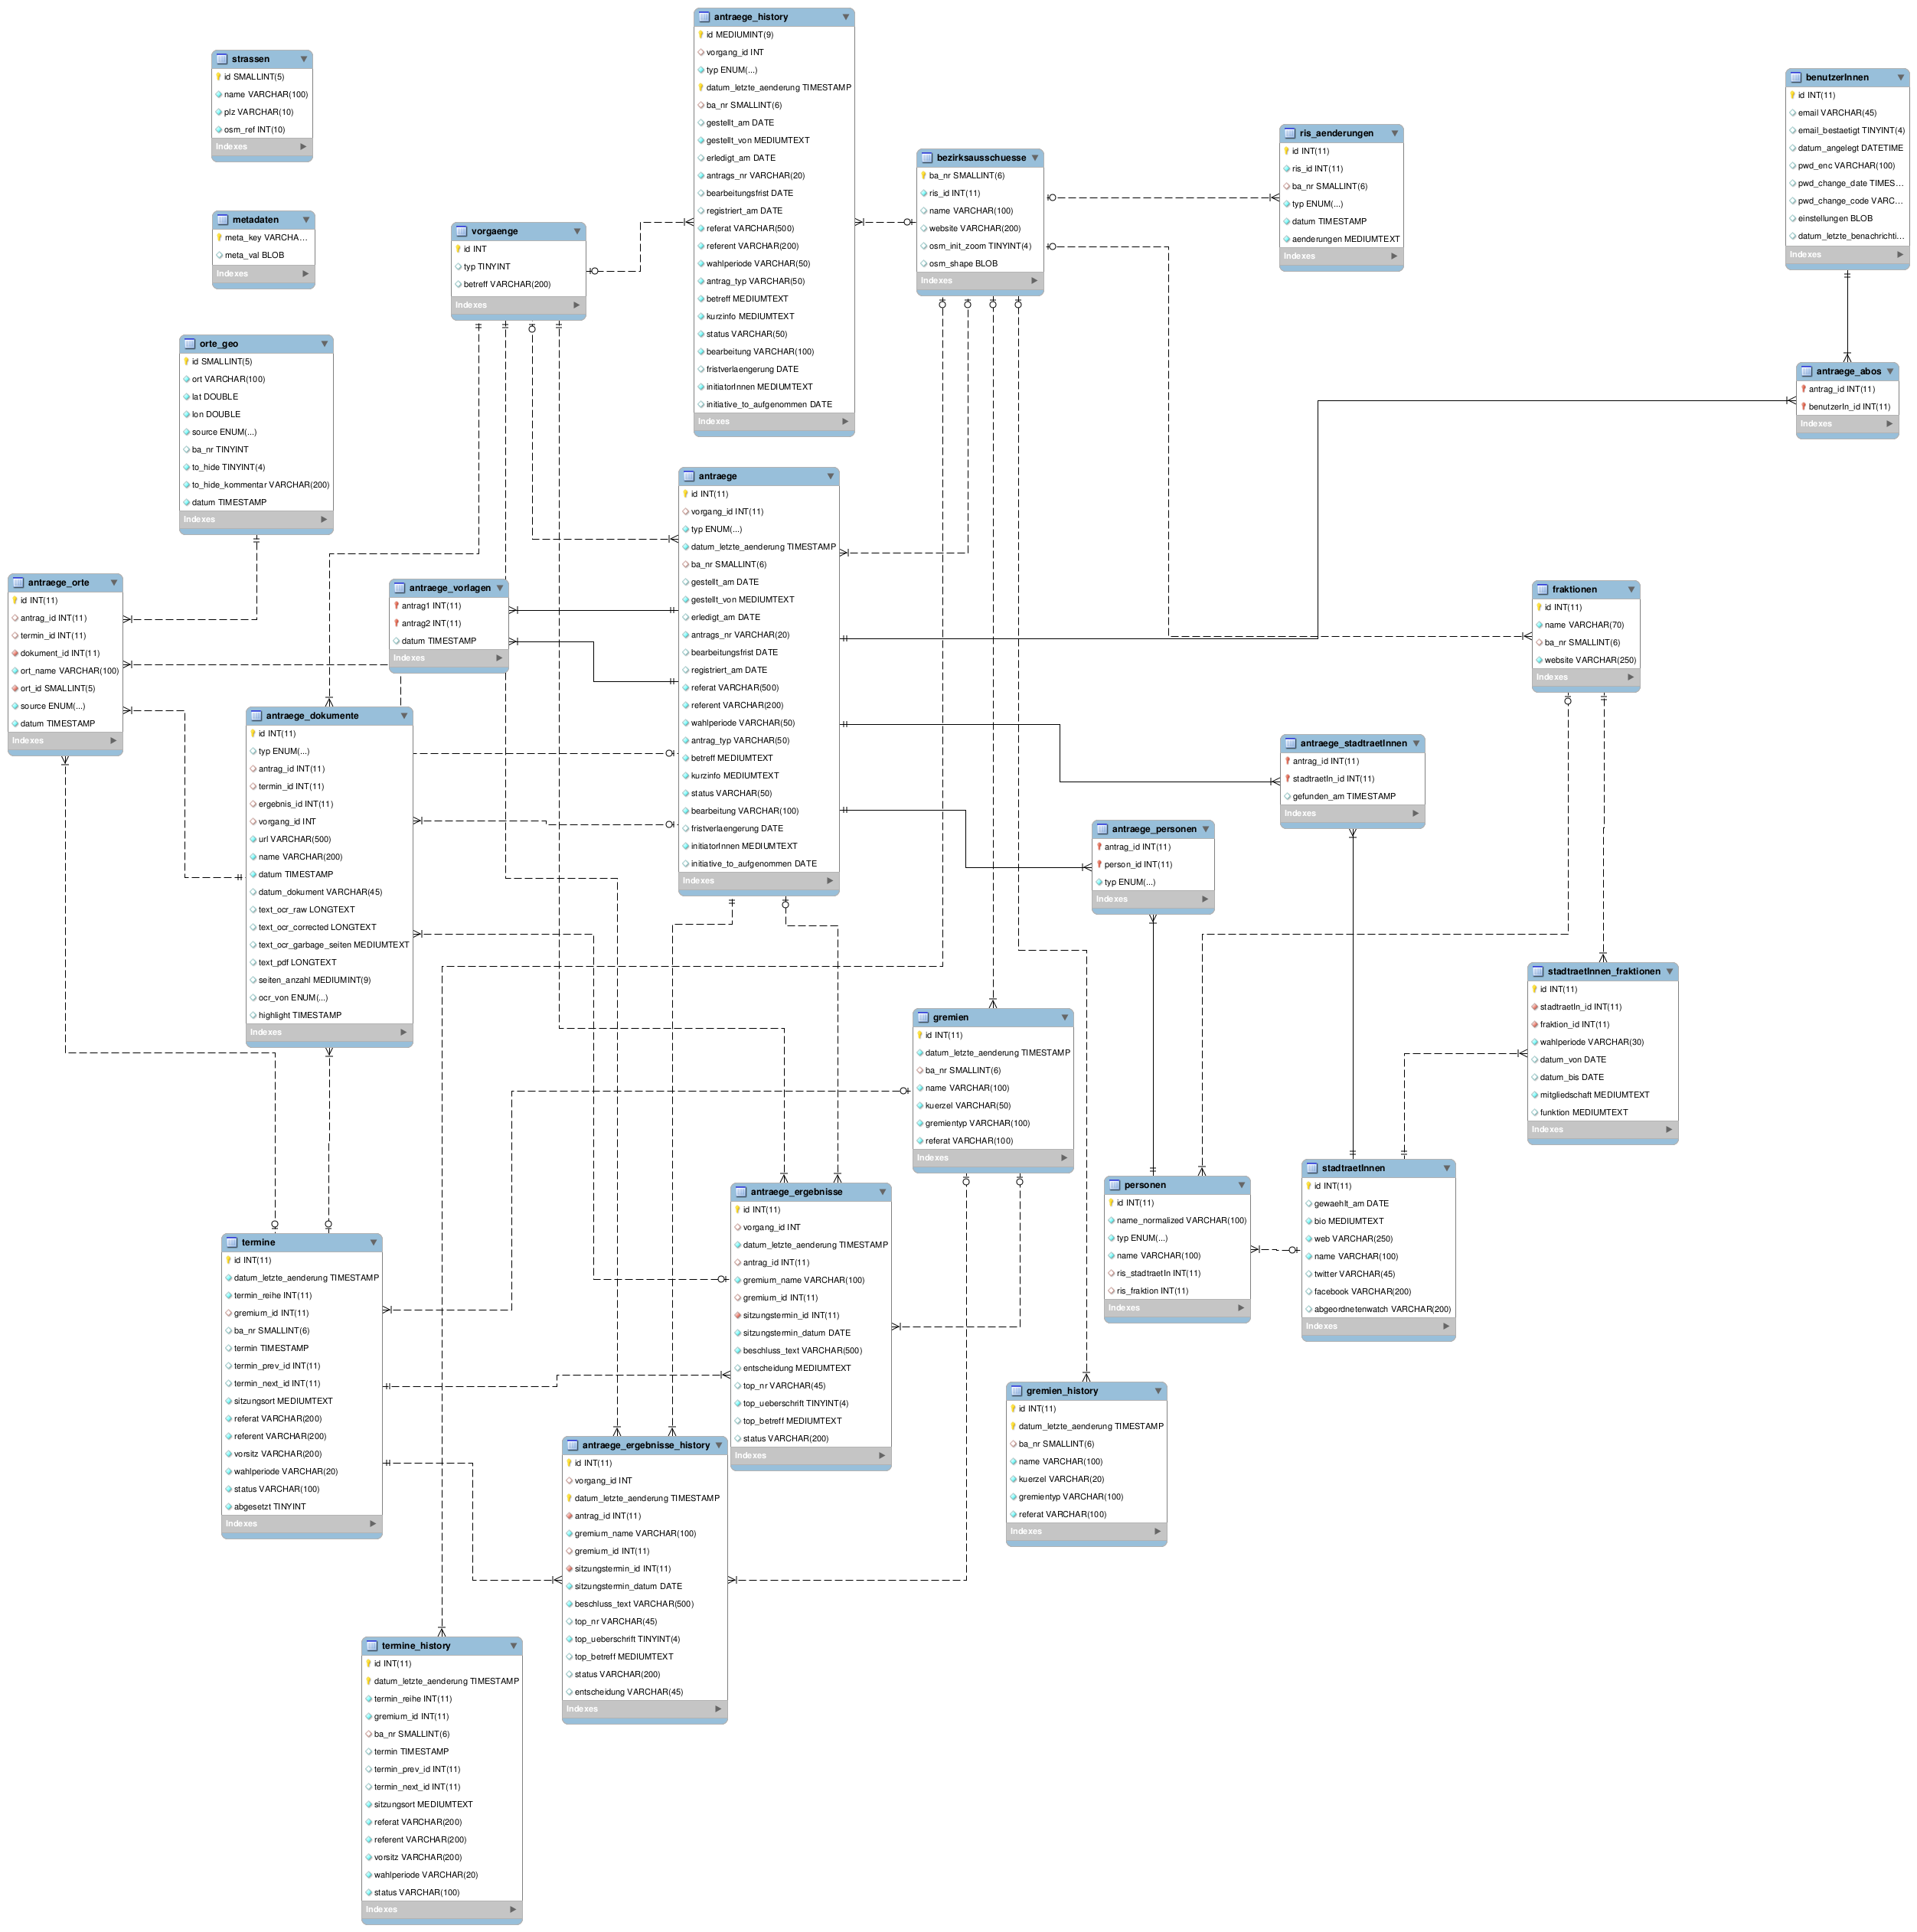 antraege_history
id MEDIUMINT(9)
vorgang_id INT
typ ENUM(...)
datum_letzte_aenderung TIMESTAMP
ba_nr SMALLINT(6)
gestellt_am DATE
gestellt_von MEDIUMTEXT
erledigt_am DATE
antrags_nr VARCHAR(20)
bearbeitungsfrist DATE
registriert_am DATE
referat VARCHAR(500)
referent VARCHAR(200)
wahlperiode VARCHAR(50)
antrag_typ VARCHAR(50)
betreff MEDIUMTEXT
kurzinfo MEDIUMTEXT
status VARCHAR(50)
bearbeitung VARCHAR(100)
fristverlaengerung DATE
initiatorInnen MEDIUMTEXT
initiative_to_aufgenommen DATE
Indexes
strassen
id SMALLINT(5)
name VARCHAR(100)
plz VARCHAR(10)
osm_ref INT(10)
Indexes
benutzerInnen
id INT(11)
email VARCHAR(45)
email_bestaetigt TINYINT(4)
datum_angelegt DATETIME
pwd_enc VARCHAR(100)
pwd_change_date TIMES...
pwd_change_code VARC...
einstellungen BLOB
datum_letzte_benachrichti...
Indexes
ris_aenderungen
id INT(11)
ris_id INT(11)
ba_nr SMALLINT(6)
typ ENUM(...)
datum TIMESTAMP
aenderungen MEDIUMTEXT
Indexes
bezirksausschuesse
ba_nr SMALLINT(6)
ris_id INT(11)
name VARCHAR(100)
website VARCHAR(200)
osm_init_zoom TINYINT(4)
osm_shape BLOB
Indexes
metadaten
meta_key VARCHA...
meta_val BLOB
Indexes
vorgaenge
id INT
typ TINYINT
betreff VARCHAR(200)
Indexes
orte_geo
id SMALLINT(5)
ort VARCHAR(100)
lat DOUBLE
lon DOUBLE
source ENUM(...)
ba_nr TINYINT
to_hide TINYINT(4)
to_hide_kommentar VARCHAR(200)
datum TIMESTAMP
Indexes
antraege_abos
antrag_id INT(11)
benutzerIn_id INT(11)
Indexes
antraege
id INT(11)
vorgang_id INT(11)
typ ENUM(...)
datum_letzte_aenderung TIMESTAMP
ba_nr SMALLINT(6)
gestellt_am DATE
gestellt_von MEDIUMTEXT
erledigt_am DATE
antrags_nr VARCHAR(20)
bearbeitungsfrist DATE
registriert_am DATE
referat VARCHAR(500)
referent VARCHAR(200)
wahlperiode VARCHAR(50)
antrag_typ VARCHAR(50)
betreff MEDIUMTEXT
kurzinfo MEDIUMTEXT
status VARCHAR(50)
bearbeitung VARCHAR(100)
fristverlaengerung DATE
initiatorInnen MEDIUMTEXT
initiative_to_aufgenommen DATE
Indexes
antraege_orte
id INT(11)
antrag_id INT(11)
termin_id INT(11)
dokument_id INT(11)
ort_name VARCHAR(100)
ort_id SMALLINT(5)
source ENUM(...)
datum TIMESTAMP
Indexes
antraege_vorlagen
antrag1 INT(11)
antrag2 INT(11)
datum TIMESTAMP
Indexes
fraktionen
id INT(11)
name VARCHAR(70)
ba_nr SMALLINT(6)
website VARCHAR(250)
Indexes
antraege_dokumente
id INT(11)
typ ENUM(...)
antrag_id INT(11)
termin_id INT(11)
ergebnis_id INT(11)
vorgang_id INT
url VARCHAR(500)
name VARCHAR(200)
datum TIMESTAMP
datum_dokument VARCHAR(45)
text_ocr_raw LONGTEXT
text_ocr_corrected LONGTEXT
text_ocr_garbage_seiten MEDIUMTEXT
text_pdf LONGTEXT
seiten_anzahl MEDIUMINT(9)
ocr_von ENUM(...)
highlight TIMESTAMP
Indexes
antraege_stadtraetInnen
antrag_id INT(11)
stadtraetIn_id INT(11)
gefunden_am TIMESTAMP
Indexes
antraege_personen
antrag_id INT(11)
person_id INT(11)
typ ENUM(...)
Indexes
stadtraetInnen_fraktionen
id INT(11)
stadtraetIn_id INT(11)
fraktion_id INT(11)
wahlperiode VARCHAR(30)
datum_von DATE
datum_bis DATE
mitgliedschaft MEDIUMTEXT
funktion MEDIUMTEXT
Indexes
gremien
id INT(11)
datum_letzte_aenderung TIMESTAMP
ba_nr SMALLINT(6)
name VARCHAR(100)
kuerzel VARCHAR(50)
gremientyp VARCHAR(100)
referat VARCHAR(100)
Indexes
stadtraetInnen
id INT(11)
gewaehlt_am DATE
bio MEDIUMTEXT
web VARCHAR(250)
name VARCHAR(100)
twitter VARCHAR(45)
facebook VARCHAR(200)
abgeordnetenwatch VARCHAR(200)
Indexes
personen
id INT(11)
name_normalized VARCHAR(100)
typ ENUM(...)
name VARCHAR(100)
ris_stadtraetIn INT(11)
ris_fraktion INT(11)
Indexes
antraege_ergebnisse
id INT(11)
vorgang_id INT
datum_letzte_aenderung TIMESTAMP
antrag_id INT(11)
gremium_name VARCHAR(100)
gremium_id INT(11)
sitzungstermin_id INT(11)
sitzungstermin_datum DATE
beschluss_text VARCHAR(500)
entscheidung MEDIUMTEXT
top_nr VARCHAR(45)
top_ueberschrift TINYINT(4)
top_betreff MEDIUMTEXT
status VARCHAR(200)
Indexes
termine
id INT(11)
datum_letzte_aenderung TIMESTAMP
termin_reihe INT(11)
gremium_id INT(11)
ba_nr SMALLINT(6)
termin TIMESTAMP
termin_prev_id INT(11)
termin_next_id INT(11)
sitzungsort MEDIUMTEXT
referat VARCHAR(200)
referent VARCHAR(200)
vorsitz VARCHAR(200)
wahlperiode VARCHAR(20)
status VARCHAR(100)
abgesetzt TINYINT
Indexes
gremien_history
id INT(11)
datum_letzte_aenderung TIMESTAMP
ba_nr SMALLINT(6)
name VARCHAR(100)
kuerzel VARCHAR(20)
gremientyp VARCHAR(100)
referat VARCHAR(100)
Indexes
antraege_ergebnisse_history
id INT(11)
vorgang_id INT
datum_letzte_aenderung TIMESTAMP
antrag_id INT(11)
gremium_name VARCHAR(100)
gremium_id INT(11)
sitzungstermin_id INT(11)
sitzungstermin_datum DATE
beschluss_text VARCHAR(500)
top_nr VARCHAR(45)
top_ueberschrift TINYINT(4)
top_betreff MEDIUMTEXT
status VARCHAR(200)
entscheidung VARCHAR(45)
Indexes
termine_history
id INT(11)
datum_letzte_aenderung TIMESTAMP
termin_reihe INT(11)
gremium_id INT(11)
ba_nr SMALLINT(6)
termin TIMESTAMP
termin_prev_id INT(11)
termin_next_id INT(11)
sitzungsort MEDIUMTEXT
referat VARCHAR(200)
referent VARCHAR(200)
vorsitz VARCHAR(200)
wahlperiode VARCHAR(20)
status VARCHAR(100)
Indexes